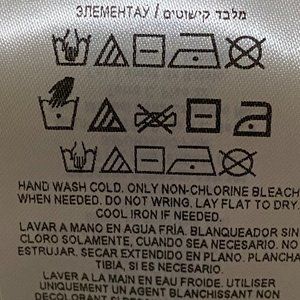 ЭЛЕМЕНТАУ / מלבד קישוטים
HAND WASH COLD. ONLY NON-CHLORINE BLEACH
WHEN NEEDED. DO NOT WRING. LAY FLAT TO DRY.
COOL IRON IF NEEDED.
LAVAR A MANO EN AGUA FRÍA. BLANQUEADOR SIN
CLORO SOLAMENTE, CUANDO SEA NECESARIO. NO
ESTRUJAR. SECAR EXTENDIDO EN PLANO. PLANCHA
TIBIA, SI ES NECESARIO.
LAVER À LA MAIN EN EAU FROIDE. UTILISER
UNIQUEMENT UN AGENT BLANCHISSANT NON